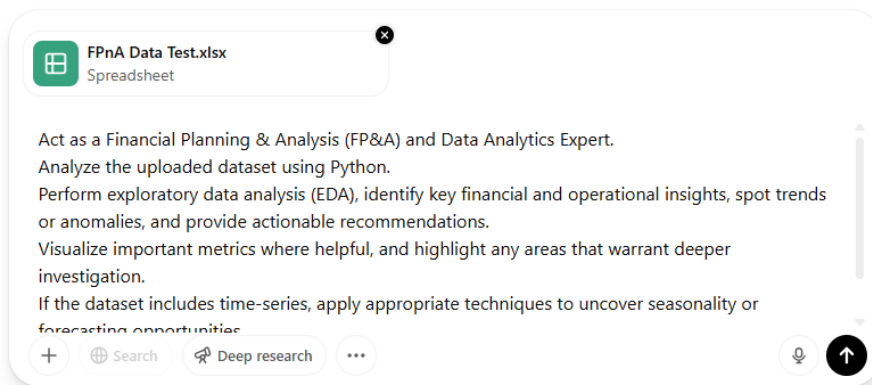 FPnA Data Test.xlsx
Spreadsheet
Act as a Financial Planning & Analysis (FP&A) and Data Analytics Expert.
Analyze the uploaded dataset using Python.
Perform exploratory data analysis (EDA), identify key financial and operational insights, spot trends
or anomalies, and provide actionable recommendations.
Visualize important metrics where helpful, and highlight any areas that warrant deeper
investigation.
If the dataset includes time-series, apply appropriate techniques to uncover seasonality or
forecasting opportunities
Search
Deep research